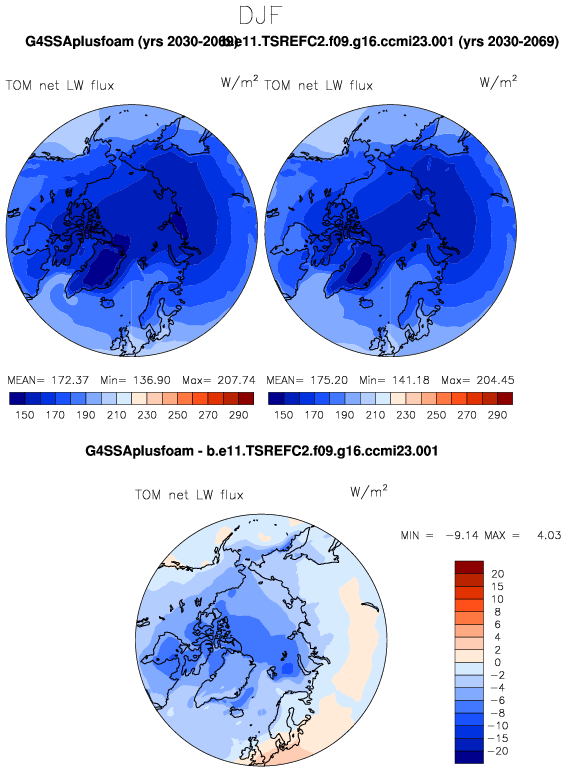 DJF
G4SSAplusfoam (yrs 2030-2069) b.e11.TSREFC2.f09.g16.ccmi23.001 (yrs 2030-2069)
TOM net LW flux W/m² TOM net LW flux W/m²
MEAN= 172.37 Min= 136.90 Max= 207.74 MEAN= 175.20 Min= 141.18 Max= 204.45
150 170 190 210 230 250 270 290 150 170 190 210 230 250 270 290
G4SSAplusfoam - b.e11.TSREFC2.f09.g16.ccmi23.001
TOM net LW flux W/m²
MIN = -9.14 MAX = 4.03
20
15
10
8
6
4
2
0
-2
-4
-6
-8
-10
-15
-20